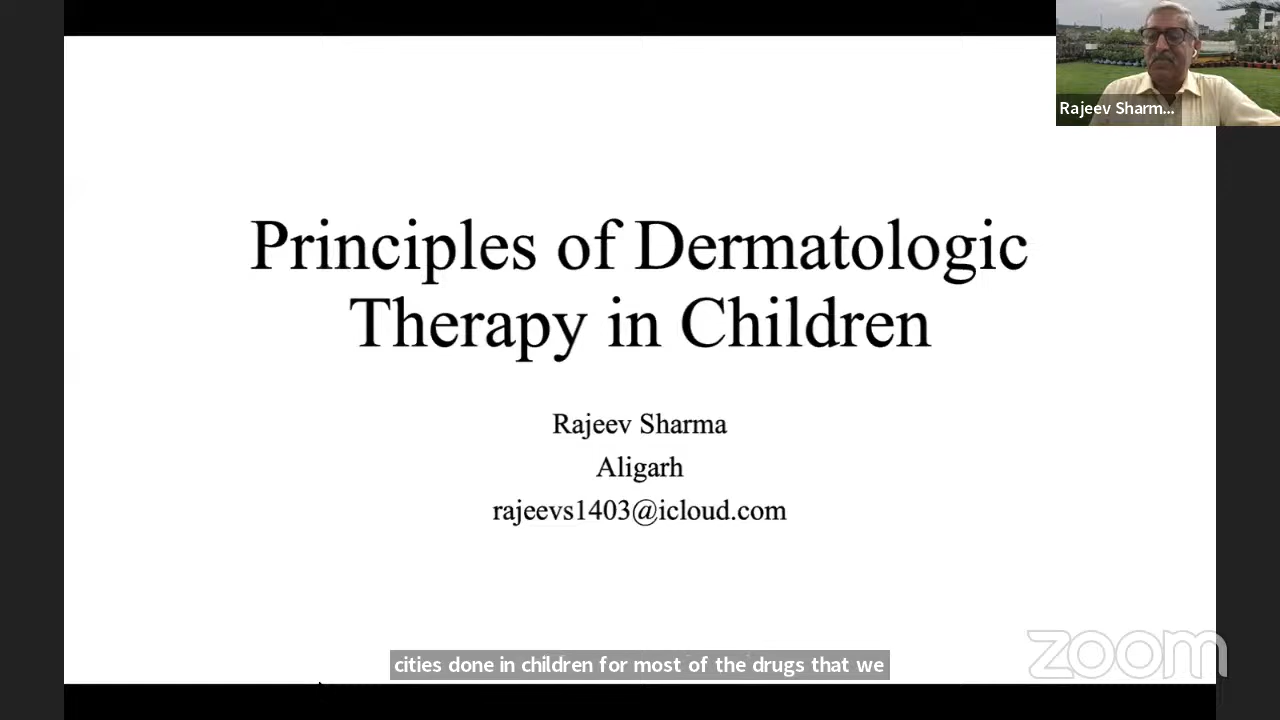 Rajeev Sharm...
Principles of Dermatologic
Therapy in Children
Rajeev Sharma
Aligarh
rajeevs1403@icloud.com
cities done in children for most of the drugs that we
zoom